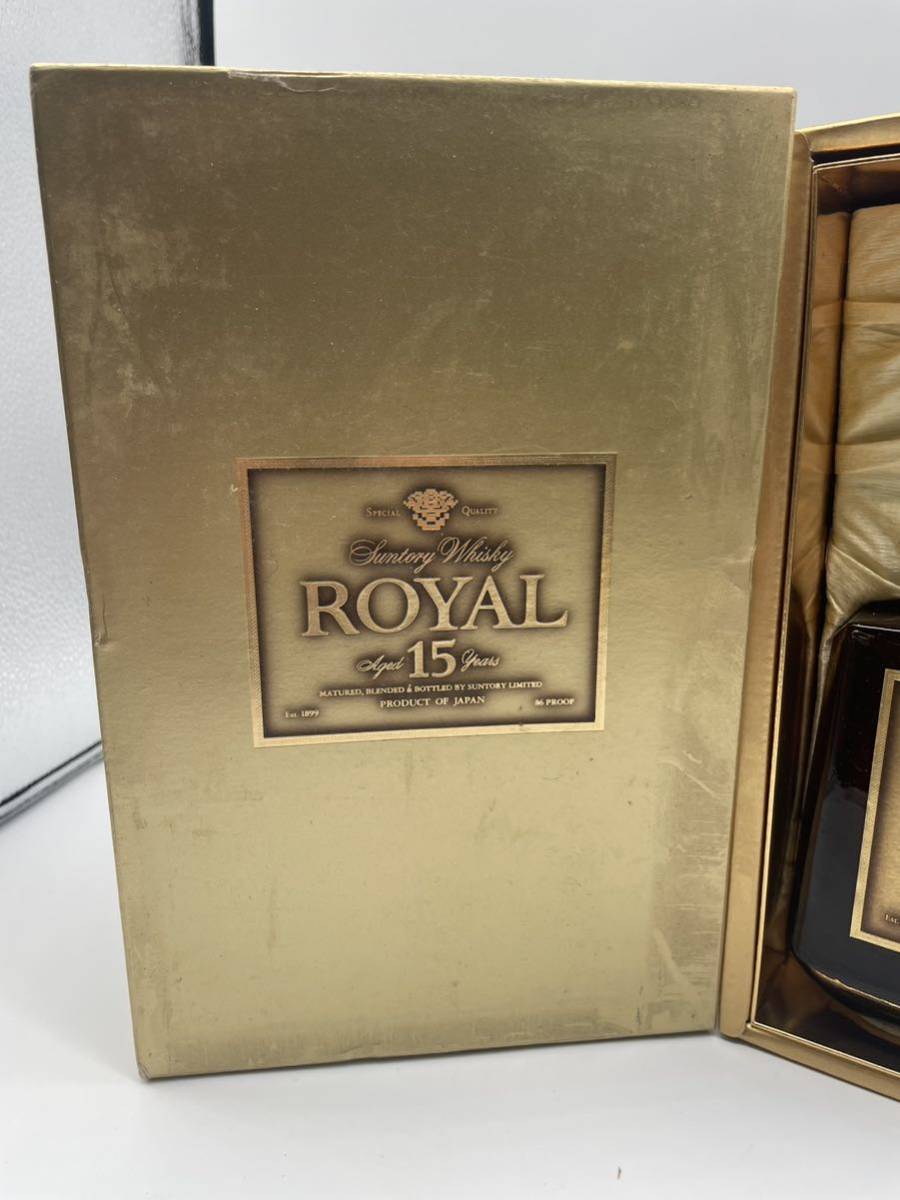 SPECIAL QUALITY
Suntory Whisky
ROYAL
Aged 15 Years
MATURED, BLENDED & BOTTLED BY SUNTORY LIMITED
PRODUCT OF JAPAN
Est. 1899
86 PROOF
Est.